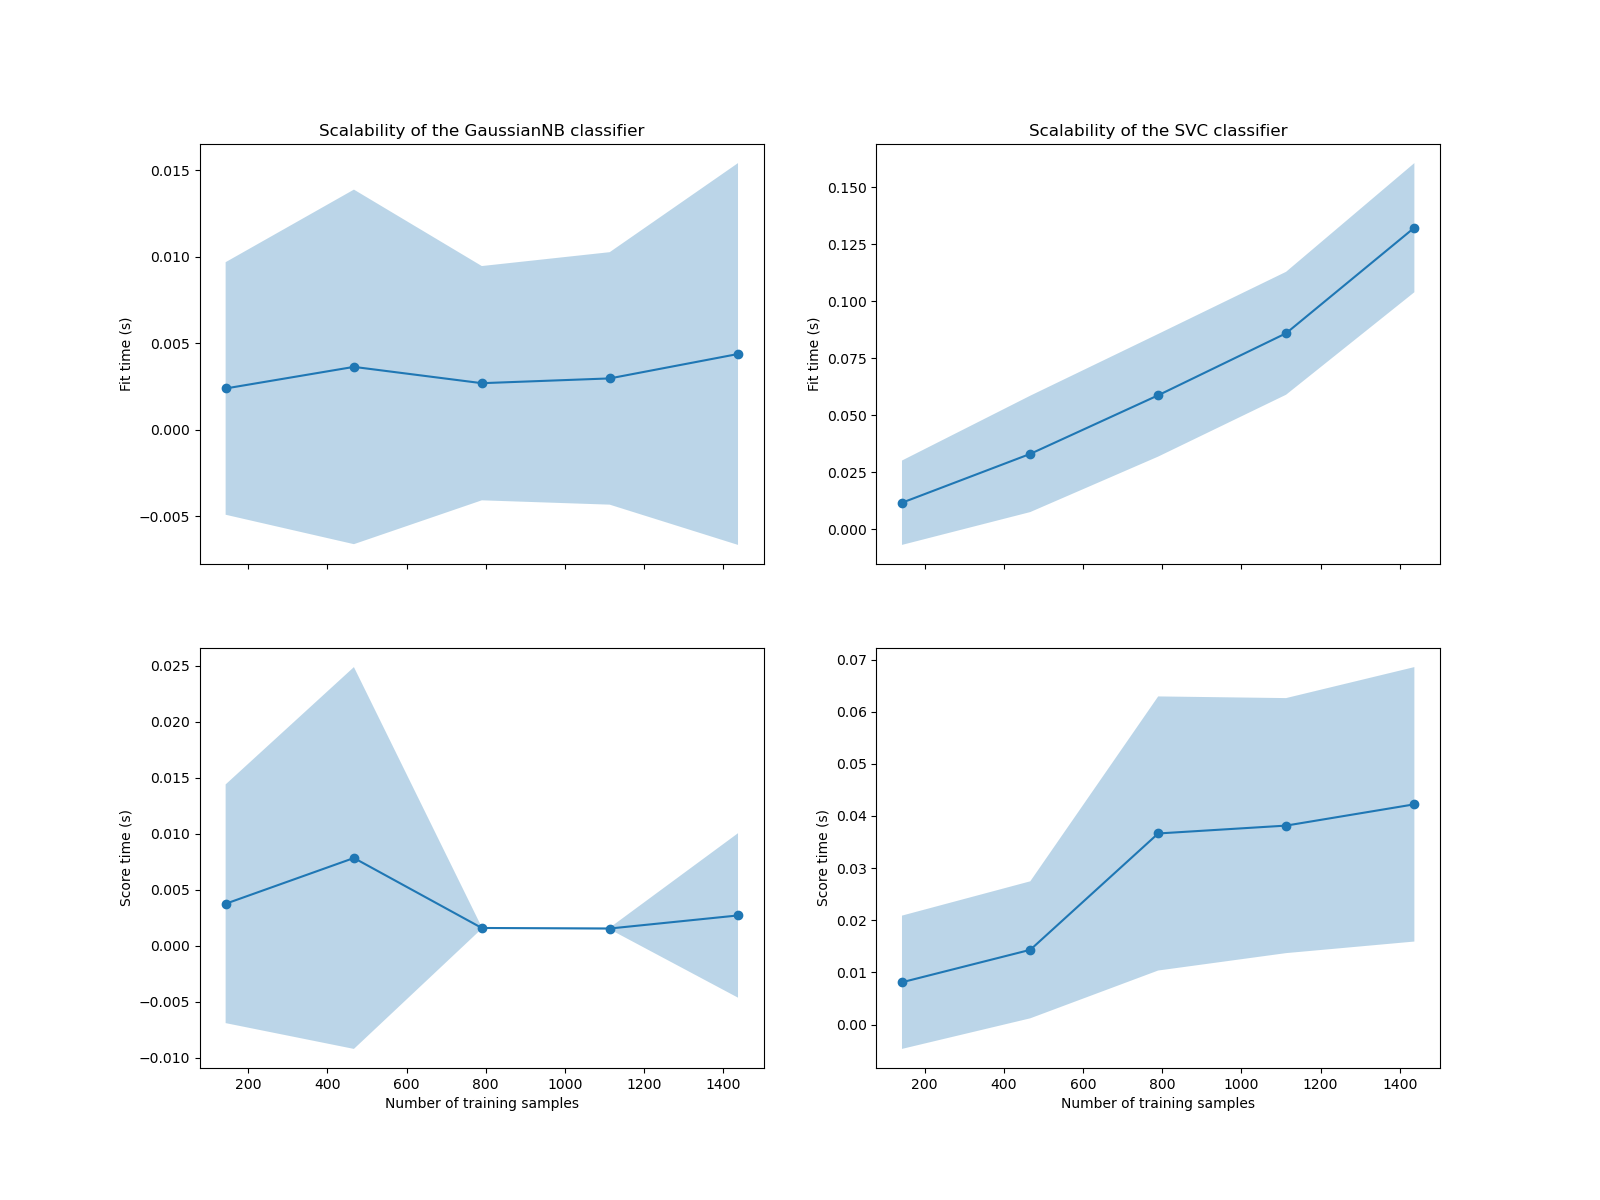 Scalability of the GaussianNB classifier
0.015
0.010
0.005
0.000
−0.005
Fit time (s)
Scalability of the SVC classifier
0.150
0.125
0.100
0.075
0.050
0.025
0.000
Fit time (s)
0.025
0.020
0.015
0.010
0.005
0.000
−0.005
−0.010
Score time (s)
200 400 600 800 1000 1200 1400
Number of training samples
0.07
0.06
0.05
0.04
0.03
0.02
0.01
0.00
Score time (s)
200 400 600 800 1000 1200 1400
Number of training samples